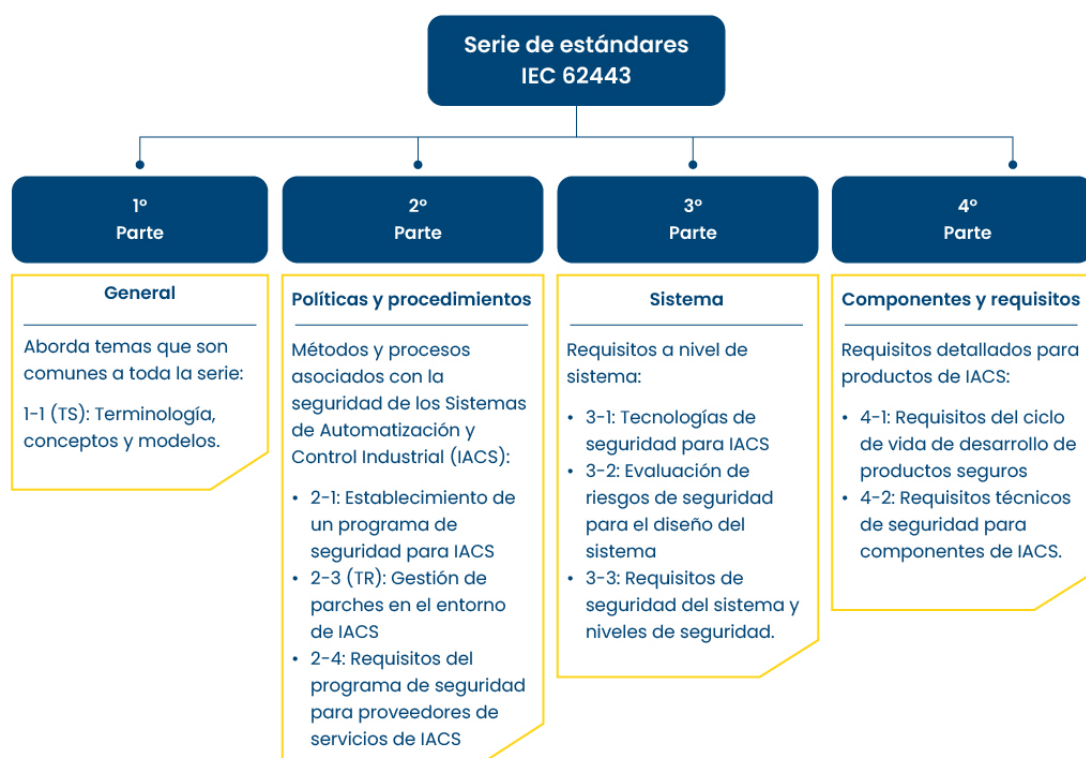 Serie de estándares
IEC 62443
1º
Parte
General
Aborda temas que son
comunes a toda la serie:
1-1 (TS): Terminología,
conceptos y modelos.
2º
Parte
Políticas y procedimientos
Métodos y procesos
asociados con la
seguridad de los Sistemas
de Automatización y
Control Industrial (IACS):
• 2-1: Establecimiento de
un programa de
seguridad para IACS
• 2-3 (TR): Gestión de
parches en el entorno
de IACS
• 2-4: Requisitos del
programa de seguridad
para proveedores de
servicios de IACS
3º
Parte
Sistema
Requisitos a nivel de
sistema:
• 3-1: Tecnologías de
seguridad para IACS
• 3-2: Evaluación de
riesgos de seguridad
para el diseño del
sistema
• 3-3: Requisitos de
seguridad del sistema y
niveles de seguridad.
4º
Parte
Componentes y requisitos
Requisitos detallados para
productos de IACS:
• 4-1: Requisitos del ciclo
de vida de desarrollo de
productos seguros
• 4-2: Requisitos técnicos
de seguridad para
componentes de IACS.